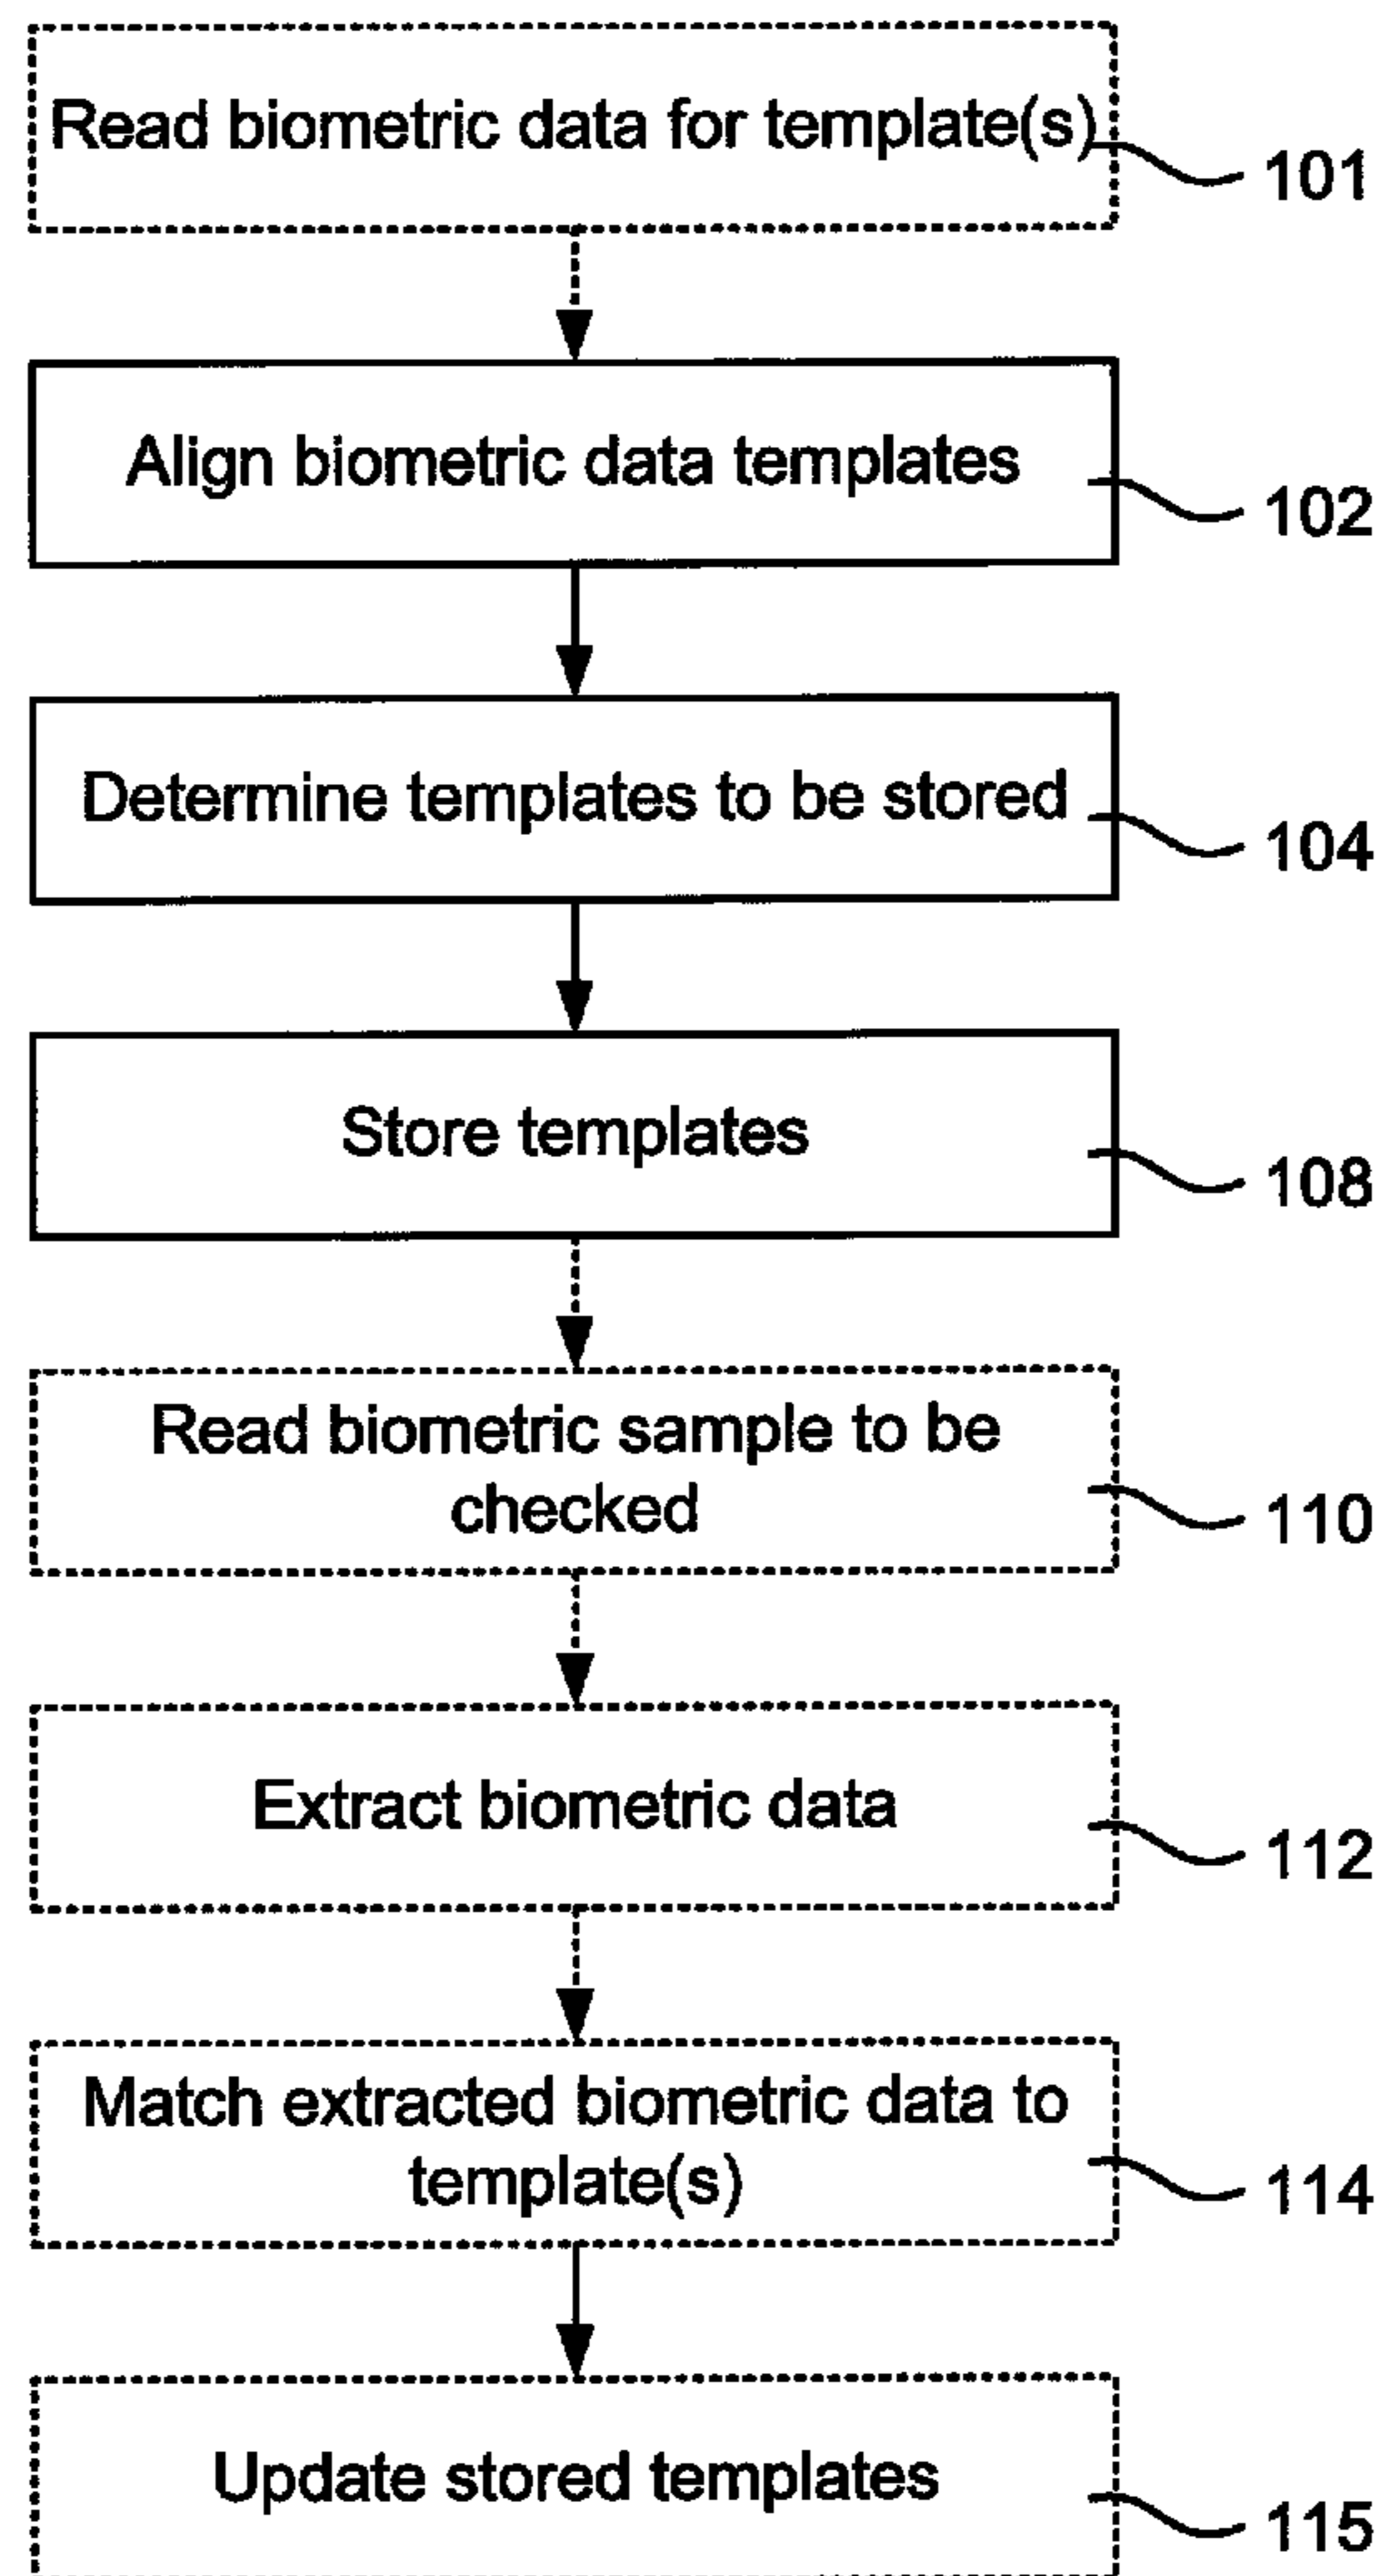 Read biometric data for template(s)
101
Align biometric data templates
102
Determine templates to be stored
104
Store templates
108
Read biometric sample to be
checked
110
Extract biometric data
112
Match extracted biometric data to
template(s)
114
Update stored templates
115